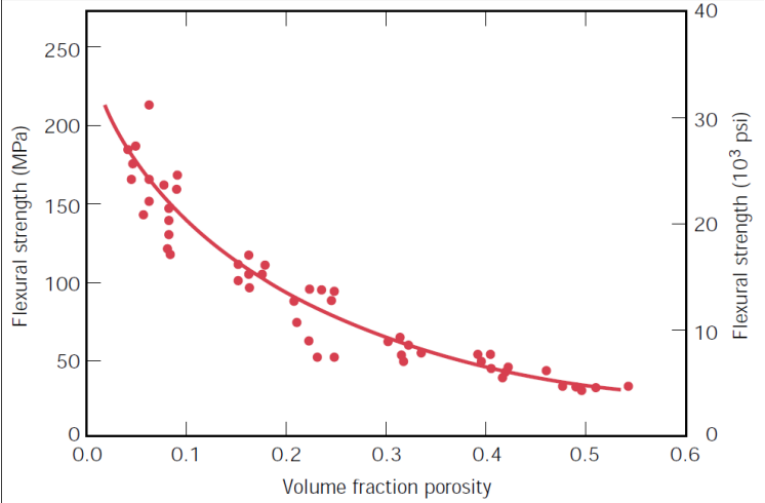 40
250
Flexural strength (MPa)
200
30
150
20
Flexural strength (10³ psi)
100
10
50
0
0
0.0 0.1 0.2 0.3 0.4 0.5 0.6
Volume fraction porosity